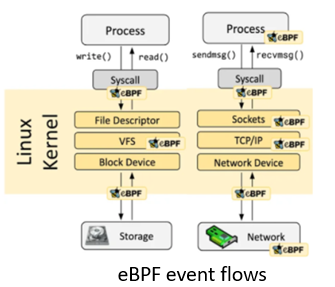 Process
Process
eBPF
write()
read()
sendmsg()
recvmsg()
Syscall
Syscall
eBPF
eBPF
Linux
Kernel
File Descriptor
Sockets
VFS
eBPF
TCP/IP
eBPF
Block Device
Network Device
eBPF
eBPF
Storage
Network
eBPF
eBPF event flows